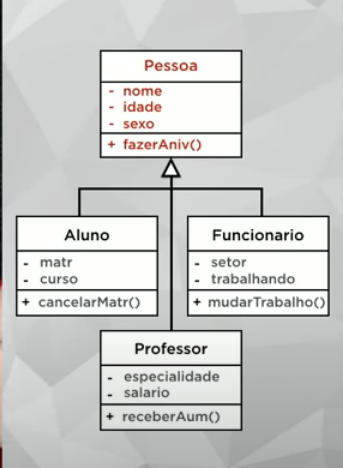 Pessoa
- nome
- idade
- sexo
+ fazerAniv()
Aluno
- matr
- curso
+ cancelarMatr()
Funcionario
- setor
- trabalhando
+ mudarTrabalho()
Professor
- especialidade
- salario
+ receberAum()